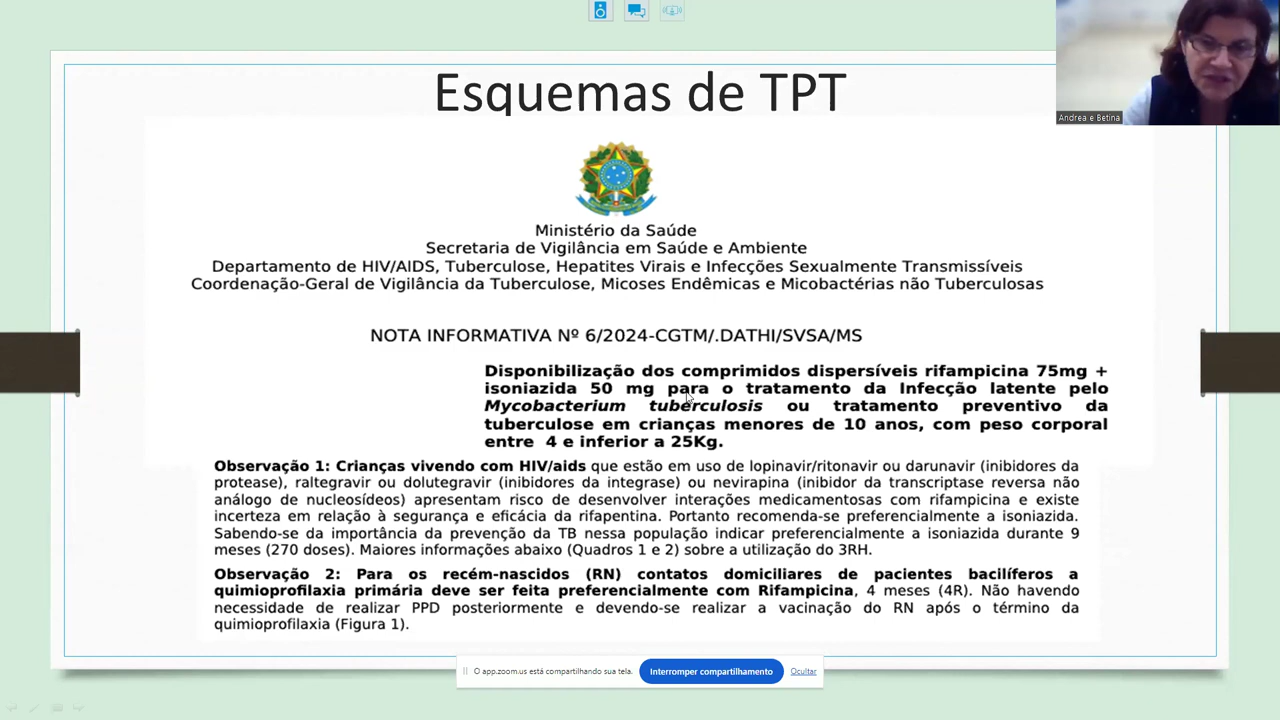 Esquemas de TPT
Andrea e Betina
Ministério da Saúde
Secretaria de Vigilância em Saúde e Ambiente
Departamento de HIV/AIDS, Tuberculose, Hepatites Virais e Infecções Sexualmente Transmissíveis
Coordenação-Geral de Vigilância da Tuberculose, Micoses Endêmicas e Micobactérias não Tuberculosas
NOTA INFORMATIVA Nº 6/2024-CGTM/.DATHI/SVSA/MS
Disponibilização dos comprimidos dispersíveis rifampicina 75mg +
isoniazida 50 mg para o tratamento da Infecção latente pelo
Mycobacterium tuberculosis ou tratamento preventivo da
tuberculose em crianças menores de 10 anos, com peso corporal
entre 4 e inferior a 25Kg.
Observação 1: Crianças vivendo com HIV/aids que estão em uso de lopinavir/ritonavir ou darunavir (inibidores da
protease), raltegravir ou dolutegravir (inibidores da integrase) ou nevirapina (inibidor da transcriptase reversa não
análogo de nucleosídeos) apresentam risco de desenvolver interações medicamentosas com rifampicina e existe
incerteza em relação à segurança e eficácia da rifapentina. Portanto recomenda-se preferencialmente a isoniazida.
Sabendo-se da importância da prevenção da TB nessa população indicar preferencialmente a isoniazida durante 9
meses (270 doses). Maiores informações abaixo (Quadros 1 e 2) sobre a utilização do 3RH.
Observação 2: Para os recém-nascidos (RN) contatos domiciliares de pacientes bacilíferos a
quimioprofilaxia primária deve ser feita preferencialmente com Rifampicina, 4 meses (4R). Não havendo
necessidade de realizar PPD posteriormente e devendo-se realizar a vacinação do RN após o término da
quimioprofilaxia (Figura 1).
O app.zoom.us está compartilhando sua tela. Interromper compartilhamento Ocultar